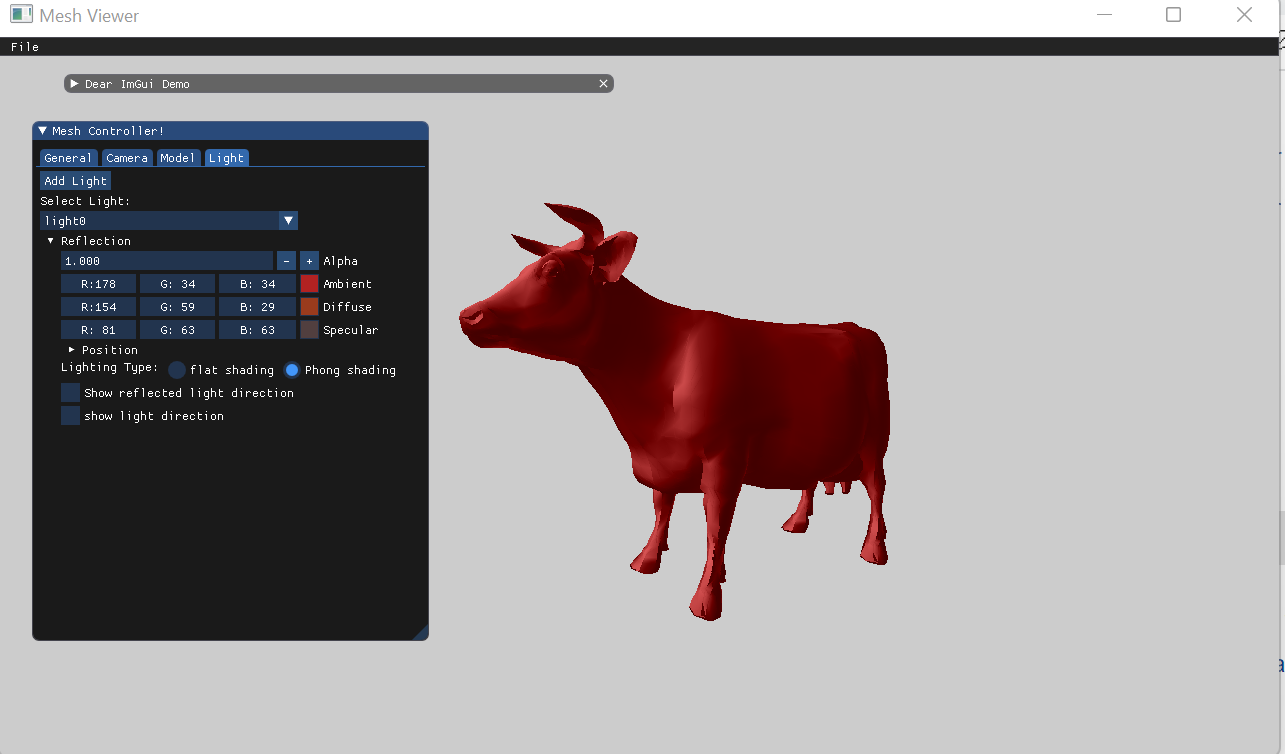 Mesh Viewer
File
Dear ImGui Demo
Mesh Controller!
General Camera Model Light
Add Light
Select Light:
light0
Reflection
1.000 - + Alpha
R:178 G: 34 B: 34 Ambient
R:154 G: 59 B: 29 Diffuse
R: 81 G: 63 B: 63 Specular
Position
Lighting Type: flat shading Phong shading
Show reflected light direction
show light direction